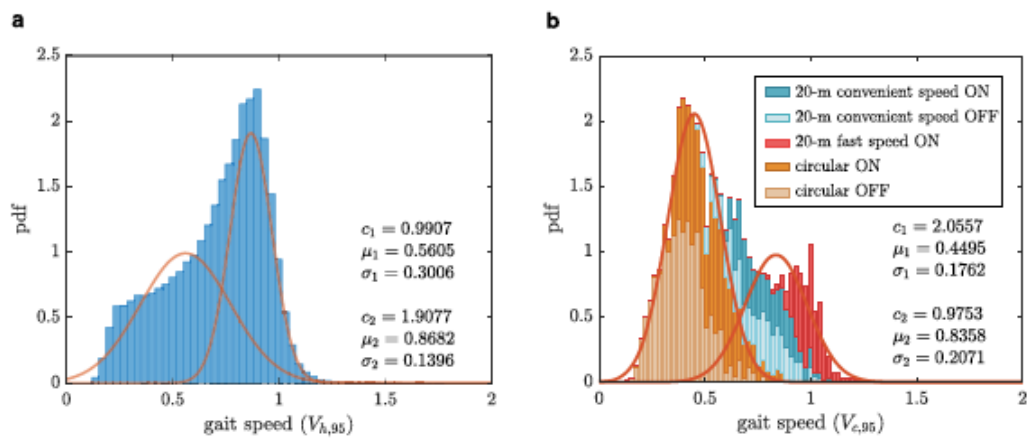 a
2.5
2
1.5
1
0.5
0
pdf
c₁ = 0.9907
μ₁ = 0.5605
σ₁ = 0.3006
c₂ = 1.9077
μ₂ = 0.8682
σ₂ = 0.1396
0 0.5 1 1.5 2
gait speed (Vₕ,₉₅)
b
2.5
2
1.5
1
0.5
0
pdf
20-m convenient speed ON
20-m convenient speed OFF
20-m fast speed ON
circular ON
circular OFF
c₁ = 2.0557
μ₁ = 0.4495
σ₁ = 0.1762
c₂ = 0.9753
μ₂ = 0.8358
σ₂ = 0.2071
0 0.5 1 1.5 2
gait speed (V_c,₉₅)